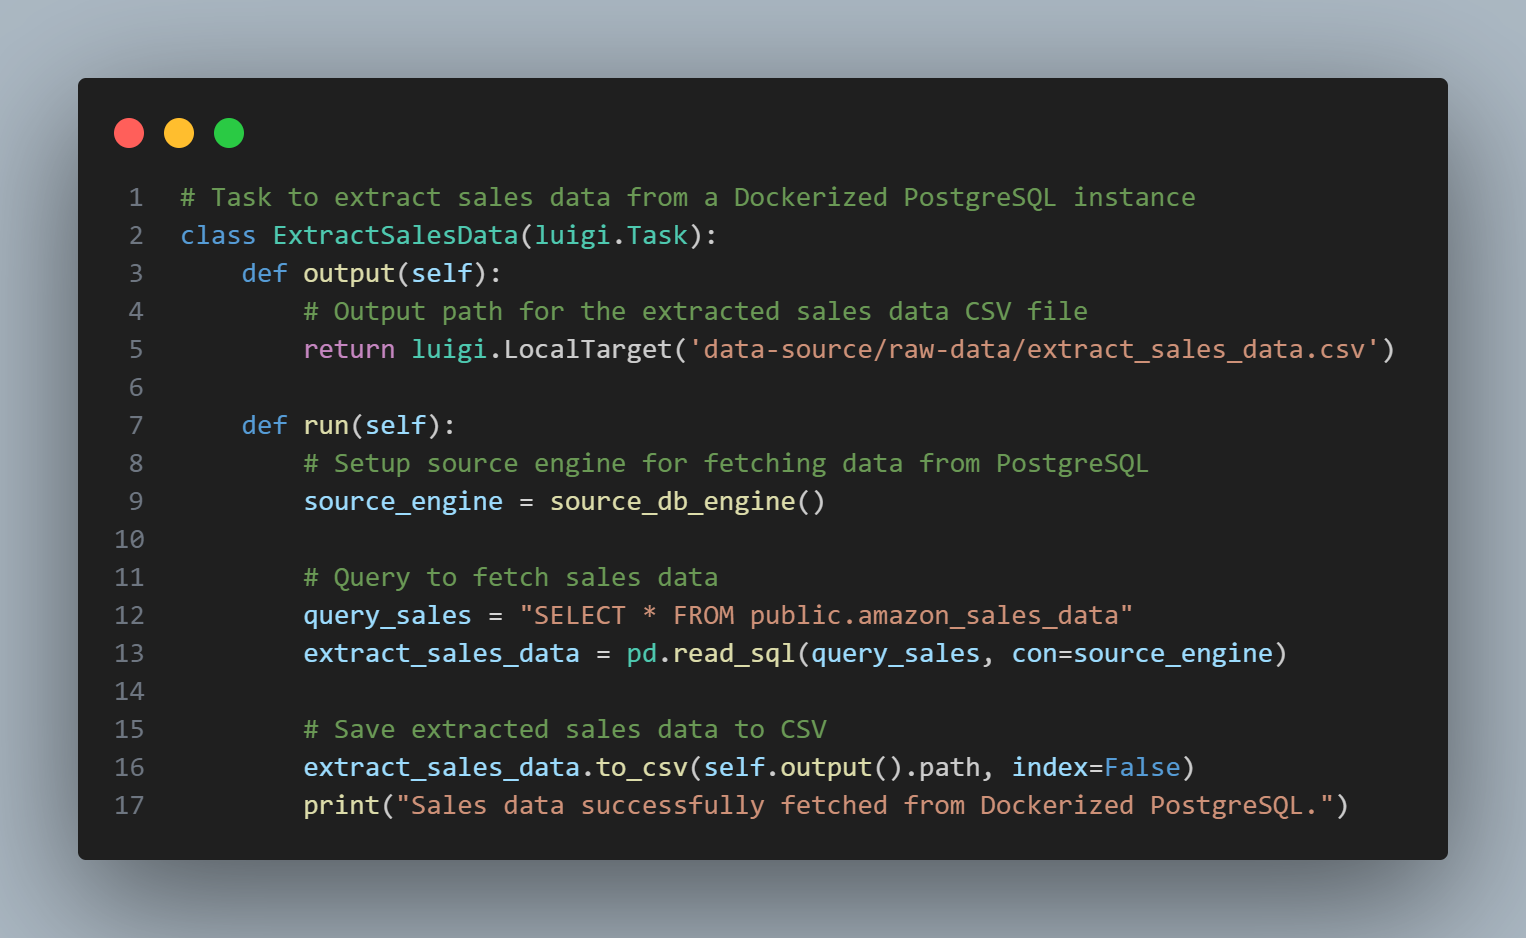 1 # Task to extract sales data from a Dockerized PostgreSQL instance
2 class ExtractSalesData(luigi.Task):
3     def output(self):
4         # Output path for the extracted sales data CSV file
5         return luigi.LocalTarget('data-source/raw-data/extract_sales_data.csv')
6
7     def run(self):
8         # Setup source engine for fetching data from PostgreSQL
9         source_engine = source_db_engine()
10
11         # Query to fetch sales data
12         query_sales = "SELECT * FROM public.amazon_sales_data"
13         extract_sales_data = pd.read_sql(query_sales, con=source_engine)
14
15         # Save extracted sales data to CSV
16         extract_sales_data.to_csv(self.output().path, index=False)
17         print("Sales data successfully fetched from Dockerized PostgreSQL.")